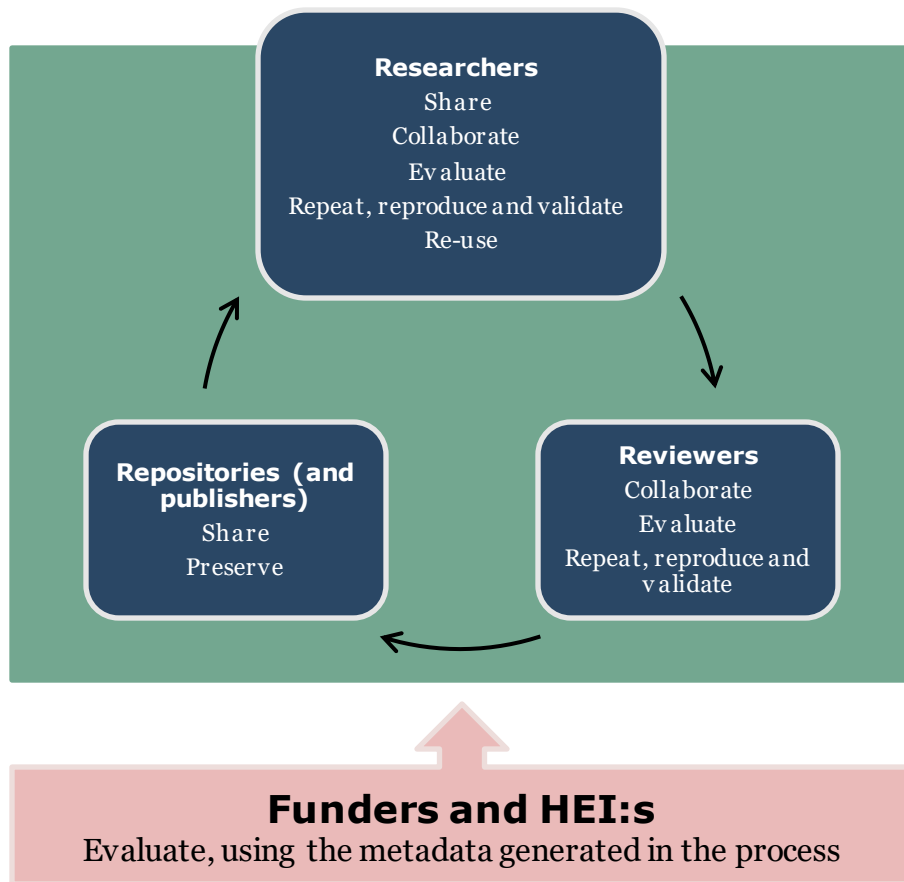 Researchers
Share
Collaborate
Evaluate
Repeat, reproduce and validate
Re-use
Repositories (and
publishers)
Share
Preserve
Reviewers
Collaborate
Evaluate
Repeat, reproduce and
validate
Funders and HEI:s
Evaluate, using the metadata generated in the process